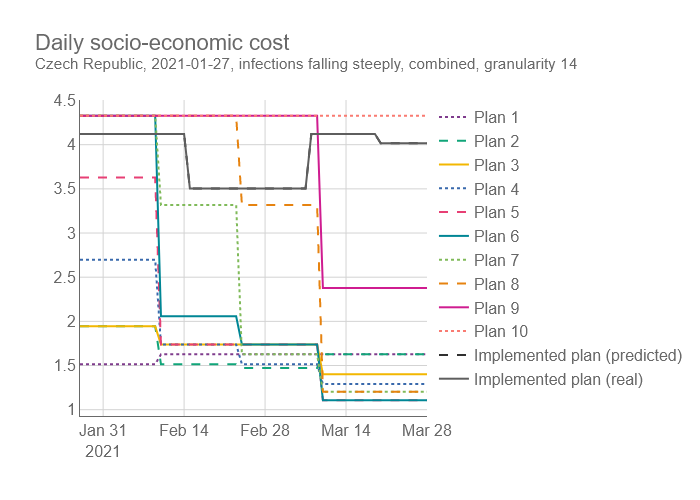 Daily socio-economic cost
Czech Republic, 2021-01-27, infections falling steeply, combined, granularity 14
4.5
4
3.5
3
2.5
2
1.5
1
Jan 31
2021
Feb 14
Feb 28
Mar 14
Mar 28
Plan 1
Plan 2
Plan 3
Plan 4
Plan 5
Plan 6
Plan 7
Plan 8
Plan 9
Plan 10
Implemented plan (predicted)
Implemented plan (real)